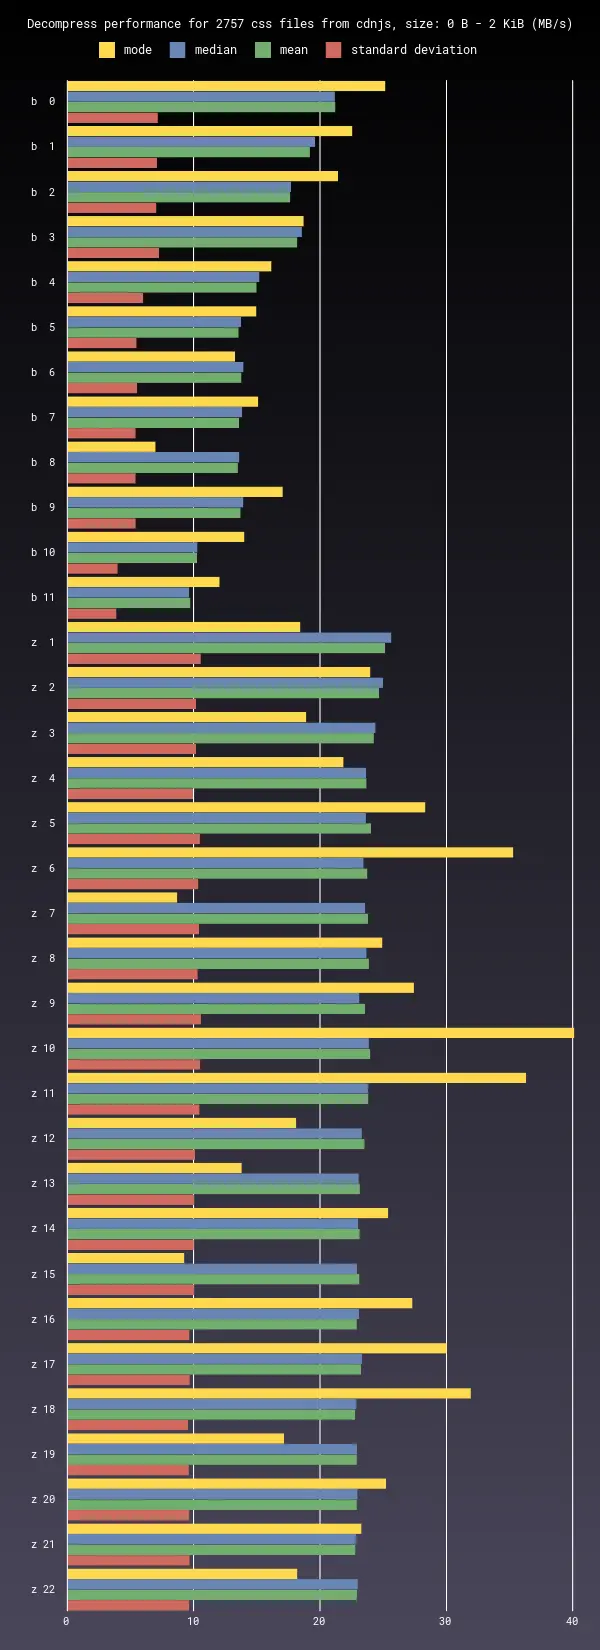 Decompress performance for 2757 css files from cdnjs, size: 0 B - 2 KiB (MB/s)
mode median mean standard deviation
b 0
b 1
b 2
b 3
b 4
b 5
b 6
b 7
b 8
b 9
b 10
b 11
z 1
z 2
z 3
z 4
z 5
z 6
z 7
z 8
z 9
z 10
z 11
z 12
z 13
z 14
z 15
z 16
z 17
z 18
z 19
z 20
z 21
z 22
0 10 20 30 40